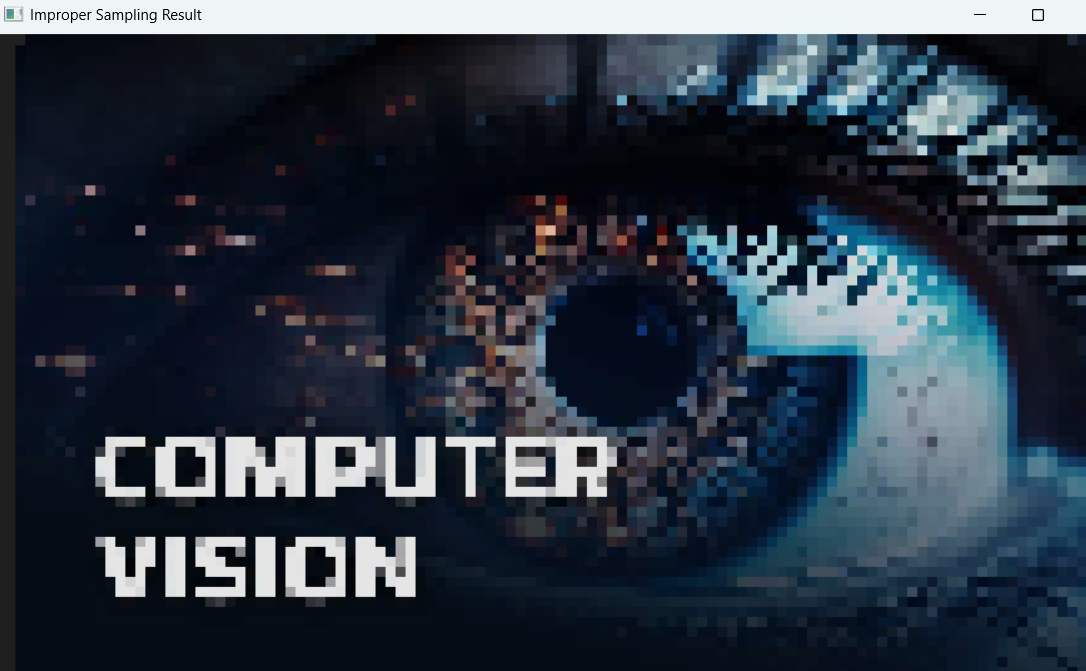 Improper Sampling Result
COMPUTER
VISION